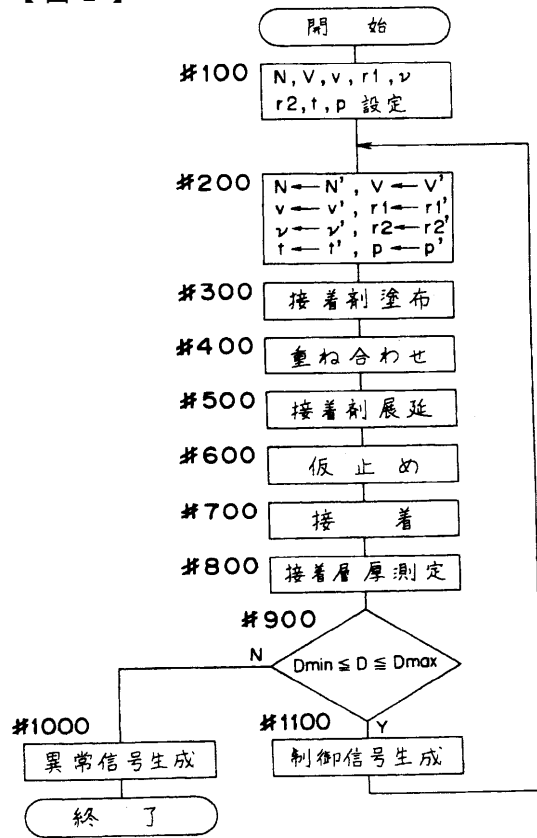 開 始
#100
N, V, v, r1, ν
r2, t, p 設定
#200
N←N', V←V'
v←v', r1←r1'
ν←ν', r2←r2'
t←t', p←p'
#300
接着剤塗布
#400
重ね合わせ
#500
接着剤展延
#600
仮止め
#700
接 着
#800
接着層厚測定
#900
Dmin ≦ D ≦ Dmax
N
Y
#1000
異常信号生成
#1100
制御信号生成
終 了